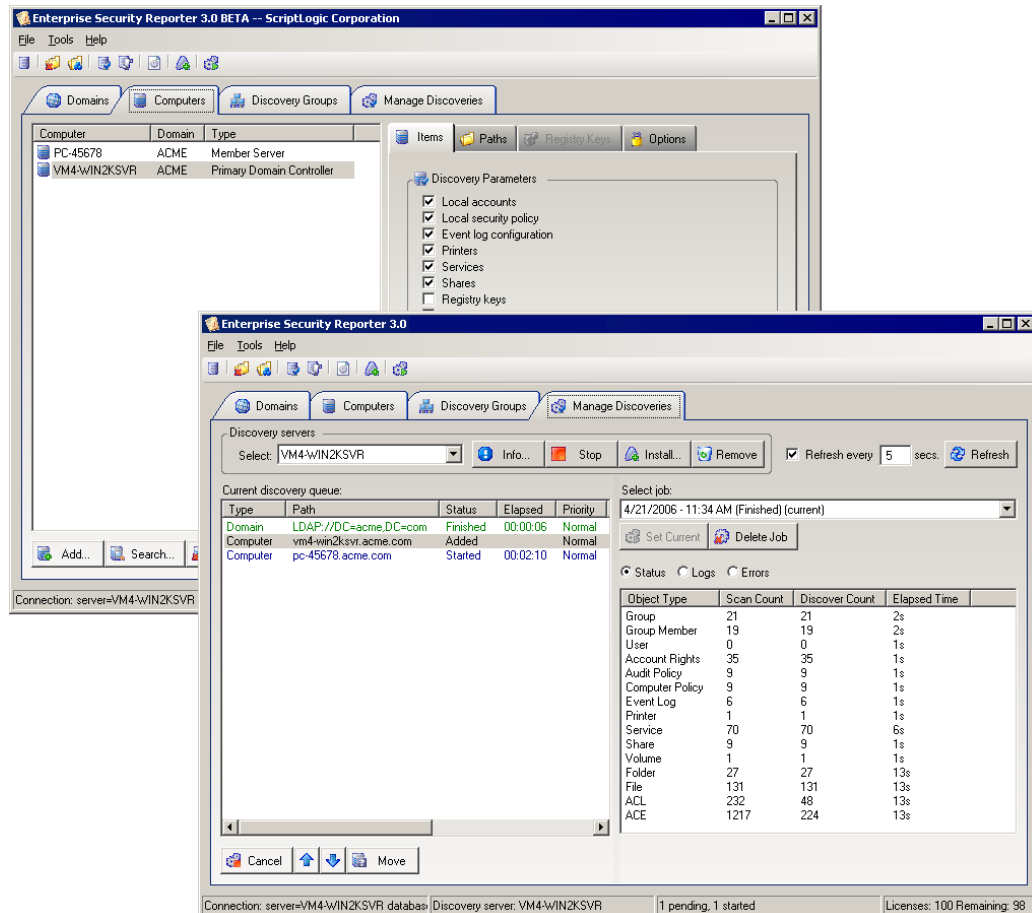 Enterprise Security Reporter 3.0 BETA -- ScriptLogic Corporation
File Tools Help
Domains Computers Discovery Groups Manage Discoveries
Computer Domain Type
PC-45678 ACME Member Server
VM4-WIN2KSVR ACME Primary Domain Controller
Items Paths Registry Keys Options
Discovery Parameters
Local accounts
Local security policy
Event log configuration
Printers
Services
Shares
Registry keys
Add... Search...
Connection: server=VM4-WIN2KSVR
Enterprise Security Reporter 3.0
File Tools Help
Domains Computers Discovery Groups Manage Discoveries
Discovery servers
Select: VM4-WIN2KSVR Info... Stop Install... Remove Refresh every 5 secs. Refresh
Current discovery queue:
Type Path Status Elapsed Priority
Domain LDAP://DC=acme,DC=com Finished 00:00:06 Normal
Computer vm4-win2ksvr.acme.com Added Normal
Computer pc-45678.acme.com Started 00:02:10 Normal
Cancel Move
Select job:
4/21/2006 - 11:34 AM (Finished) (current)
Set Current Delete Job
Status Logs Errors
Object Type Scan Count Discover Count Elapsed Time
Group 21 21 2s
Group Member 19 19 2s
User 0 0 1s
Account Rights 35 35 1s
Audit Policy 9 9 1s
Computer Policy 9 9 1s
Event Log 6 6 1s
Printer 1 1 1s
Service 70 70 6s
Share 9 9 1s
Volume 1 1 1s
Folder 27 27 13s
File 131 131 13s
ACL 232 48 13s
ACE 1217 224 13s
Connection: server=VM4-WIN2KSVR databas Discovery server: VM4-WIN2KSVR 1 pending, 1 started Licenses: 100 Remaining: 98